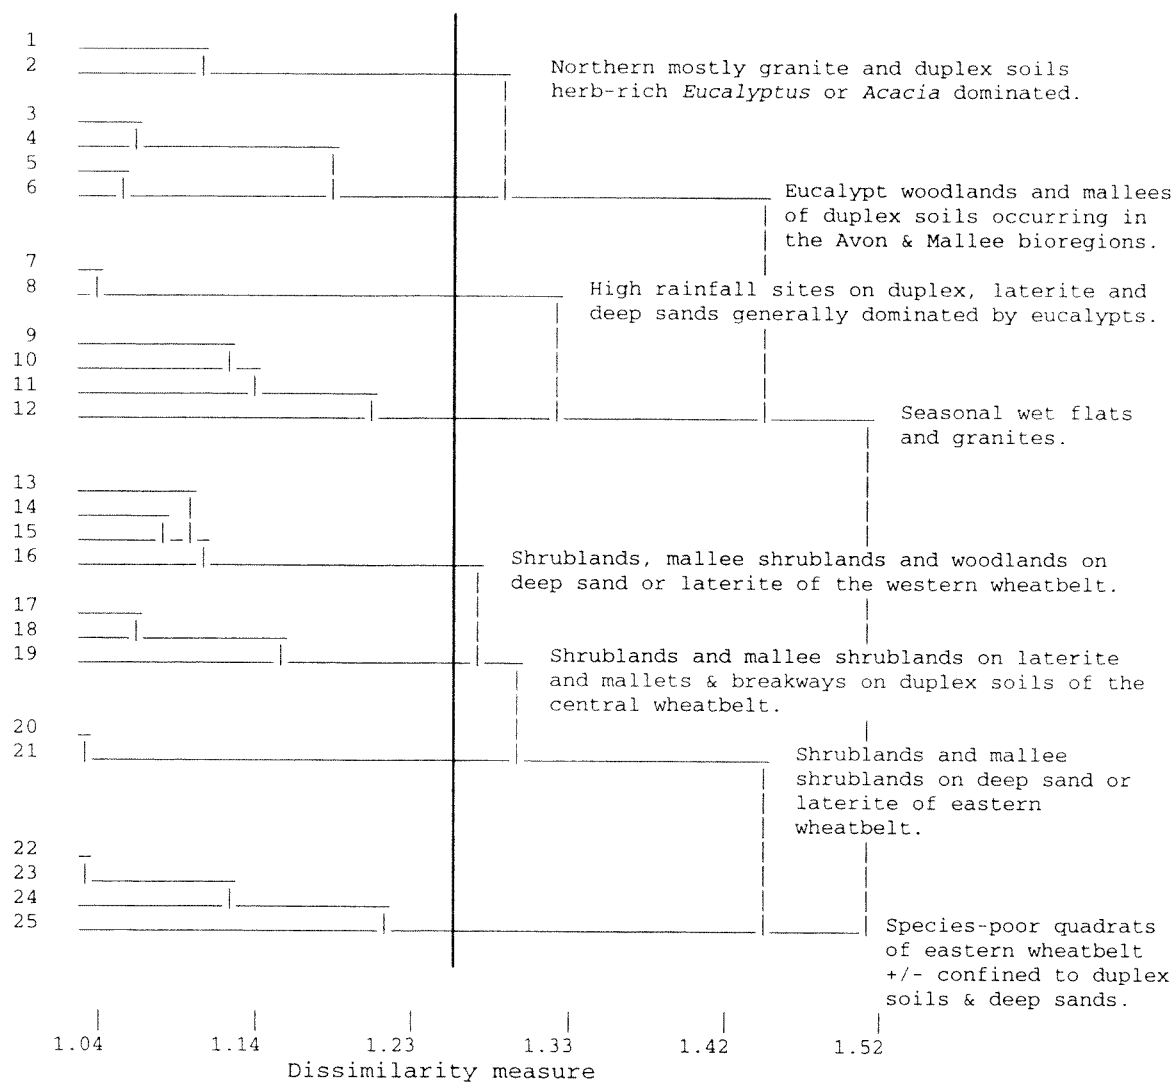 1
2
Northern mostly granite and duplex soils
herb-rich Eucalyptus or Acacia dominated.
3
4
5
6
Eucalypt woodlands and mallees
of duplex soils occurring in
the Avon & Mallee bioregions.
7
8
High rainfall sites on duplex, laterite and
deep sands generally dominated by eucalypts.
9
10
11
12
Seasonal wet flats
and granites.
13
14
15
16
Shrublands, mallee shrublands and woodlands on
deep sand or laterite of the western wheatbelt.
17
18
19
Shrublands and mallee shrublands on laterite
and mallets & breakways on duplex soils of the
central wheatbelt.
20
21
Shrublands and mallee
shrublands on deep sand or
laterite of eastern
wheatbelt.
22
23
24
25
Species-poor quadrats
of eastern wheatbelt
+/- confined to duplex
soils & deep sands.
1.04 1.14 1.23 1.33 1.42 1.52
Dissimilarity measure